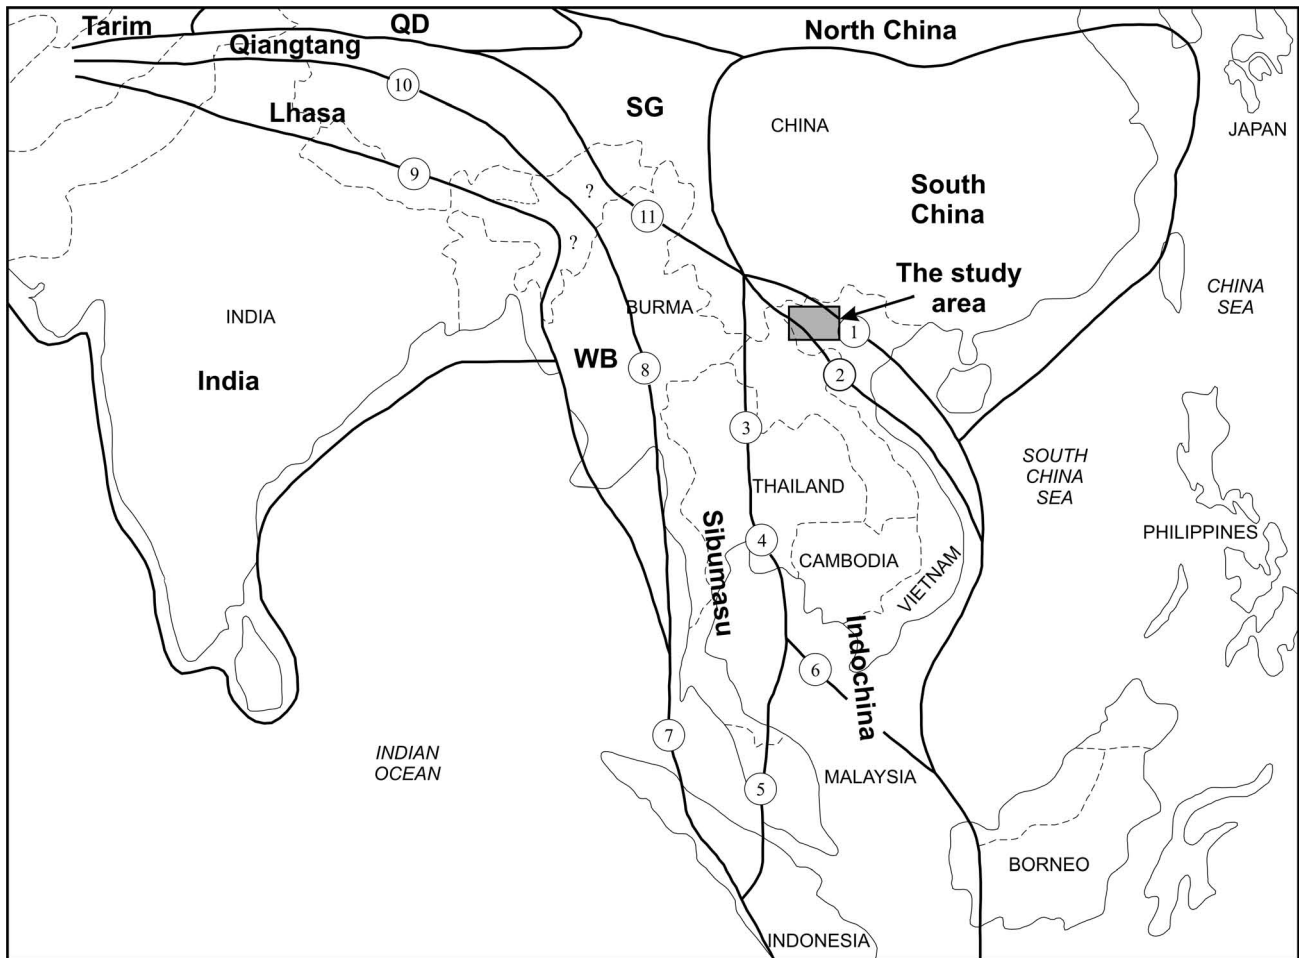 Tarim
QD
North China
Qiangtang
10
SG
Lhasa
CHINA
JAPAN
9
South
China
?
11
?
The study
area
CHINA
SEA
INDIA
BURMA
1
WB
8
2
India
3
SOUTH
CHINA
SEA
THAILAND
Sibumasu
4
PHILIPPINES
CAMBODIA
VIETNAM
Indochina
6
7
INDIAN
OCEAN
5
MALAYSIA
BORNEO
INDONESIA